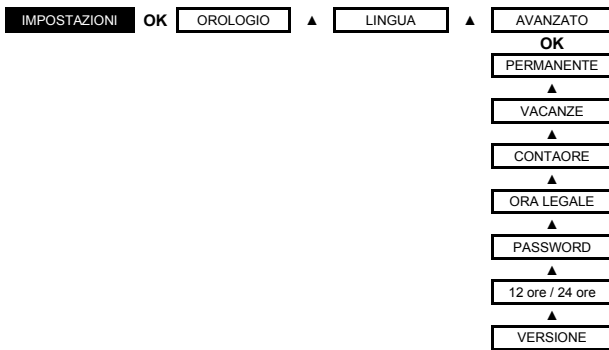 IMPOSTAZIONI OK OROLOGIO ▲ LINGUA ▲ AVANZATO
OK
PERMANENTE
▲
VACANZE
▲
CONTAORE
▲
ORA LEGALE
▲
PASSWORD
▲
12 ore / 24 ore
▲
VERSIONE